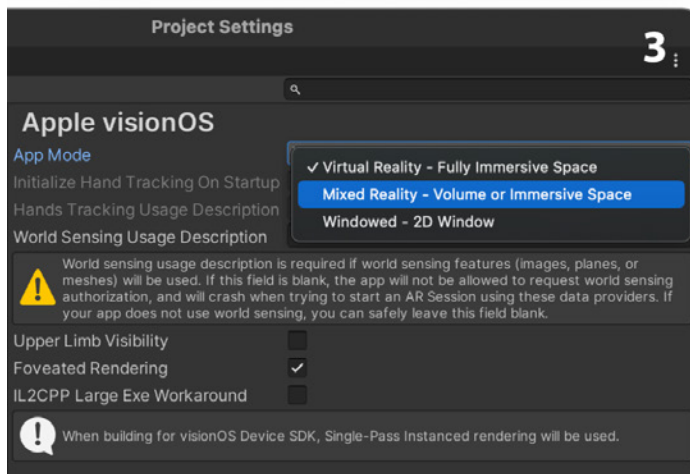 Project Settings
3
Apple visionOS
App Mode
✓ Virtual Reality - Fully Immersive Space
Mixed Reality - Volume or Immersive Space
Windowed - 2D Window
Initialize Hand Tracking On Startup
Hands Tracking Usage Description
World Sensing Usage Description
World sensing usage description is required if world sensing features (images, planes, or
meshes) will be used. If this field is blank, the app will not be allowed to request world sensing
authorization, and will crash when trying to start an AR Session using these data providers. If
your app does not use world sensing, you can safely leave this field blank.
Upper Limb Visibility
Foveated Rendering
IL2CPP Large Exe Workaround
When building for visionOS Device SDK, Single-Pass Instanced rendering will be used.